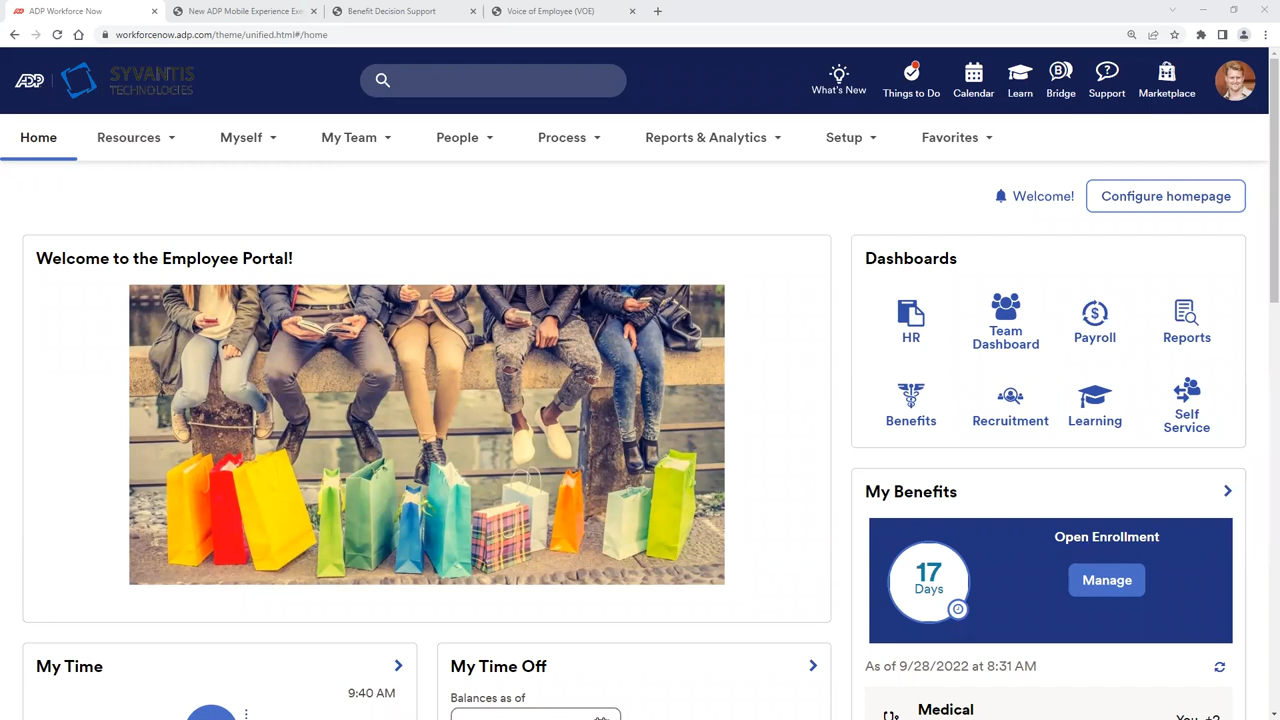 ADP Workforce Now
New ADP Mobile Experience Exe
Benefit Decision Support
Voice of Employee (VOE)
workforcenow.adp.com/theme/unified.html#/home
ADP
SYVANTIS
TECHNOLOGIES
What's New
Things to Do
Calendar
Learn
Bridge
Support
Marketplace
Home
Resources
Myself
My Team
People
Process
Reports & Analytics
Setup
Favorites
Welcome!
Configure homepage
Welcome to the Employee Portal!
Dashboards
HR
Team
Dashboard
Payroll
Reports
Benefits
Recruitment
Learning
Self
Service
My Benefits
Open Enrollment
17
Days
Manage
As of 9/28/2022 at 8:31 AM
Medical
You, +2
My Time
9:40 AM
My Time Off
Balances as of